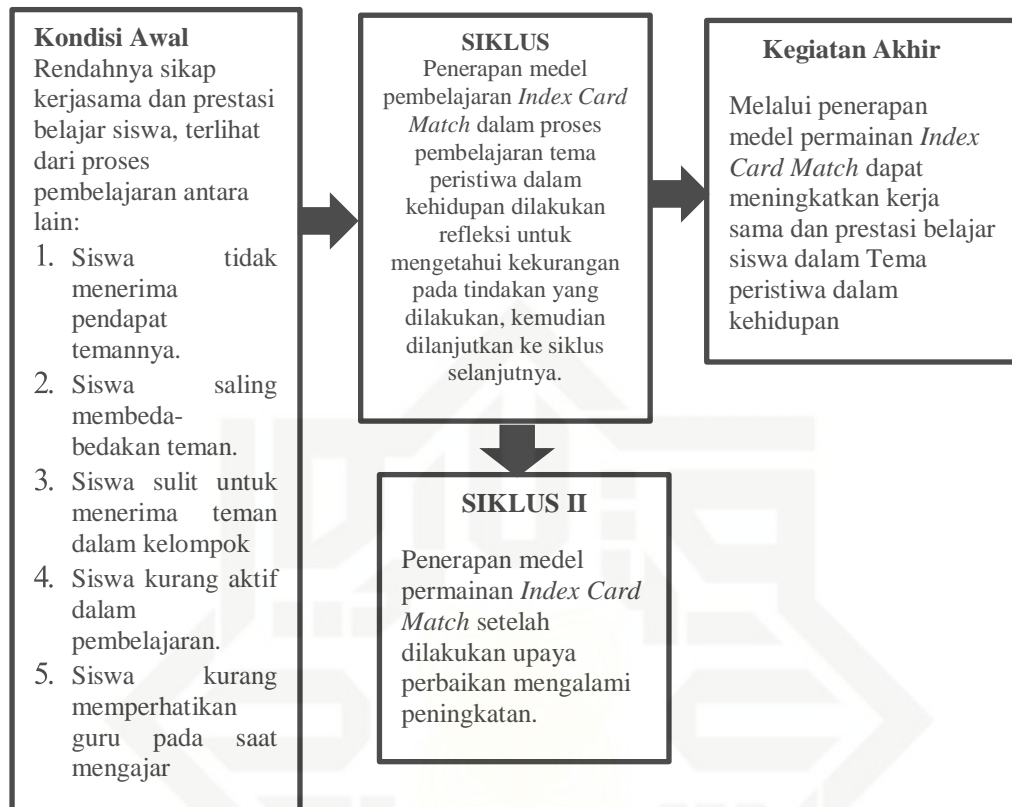 Kondisi Awal
Rendahnya sikap
kerjasama dan prestasi
belajar siswa, terlihat
dari proses
pembelajaran antara
lain:
1. Siswa tidak
menerima
pendapat
temannya.
2. Siswa saling
membeda-
bedakan teman.
3. Siswa sulit untuk
menerima teman
dalam kelompok
4. Siswa kurang aktif
dalam
pembelajaran.
5. Siswa kurang
memperhatikan
guru pada saat
mengajar
SIKLUS
Penerapan medel
pembelajaran Index Card
Match dalam proses
pembelajaran tema
peristiwa dalam
kehidupan dilakukan
refleksi untuk
mengetahui kekurangan
pada tindakan yang
dilakukan, kemudian
dilanjutkan ke siklus
selanjutnya.
SIKLUS II
Penerapan medel
permainan Index Card
Match setelah
dilakukan upaya
perbaikan mengalami
peningkatan.
Kegiatan Akhir
Melalui penerapan
medel permainan Index
Card Match dapat
meningkatkan kerja
sama dan prestasi belajar
siswa dalam Tema
peristiwa dalam
kehidupan